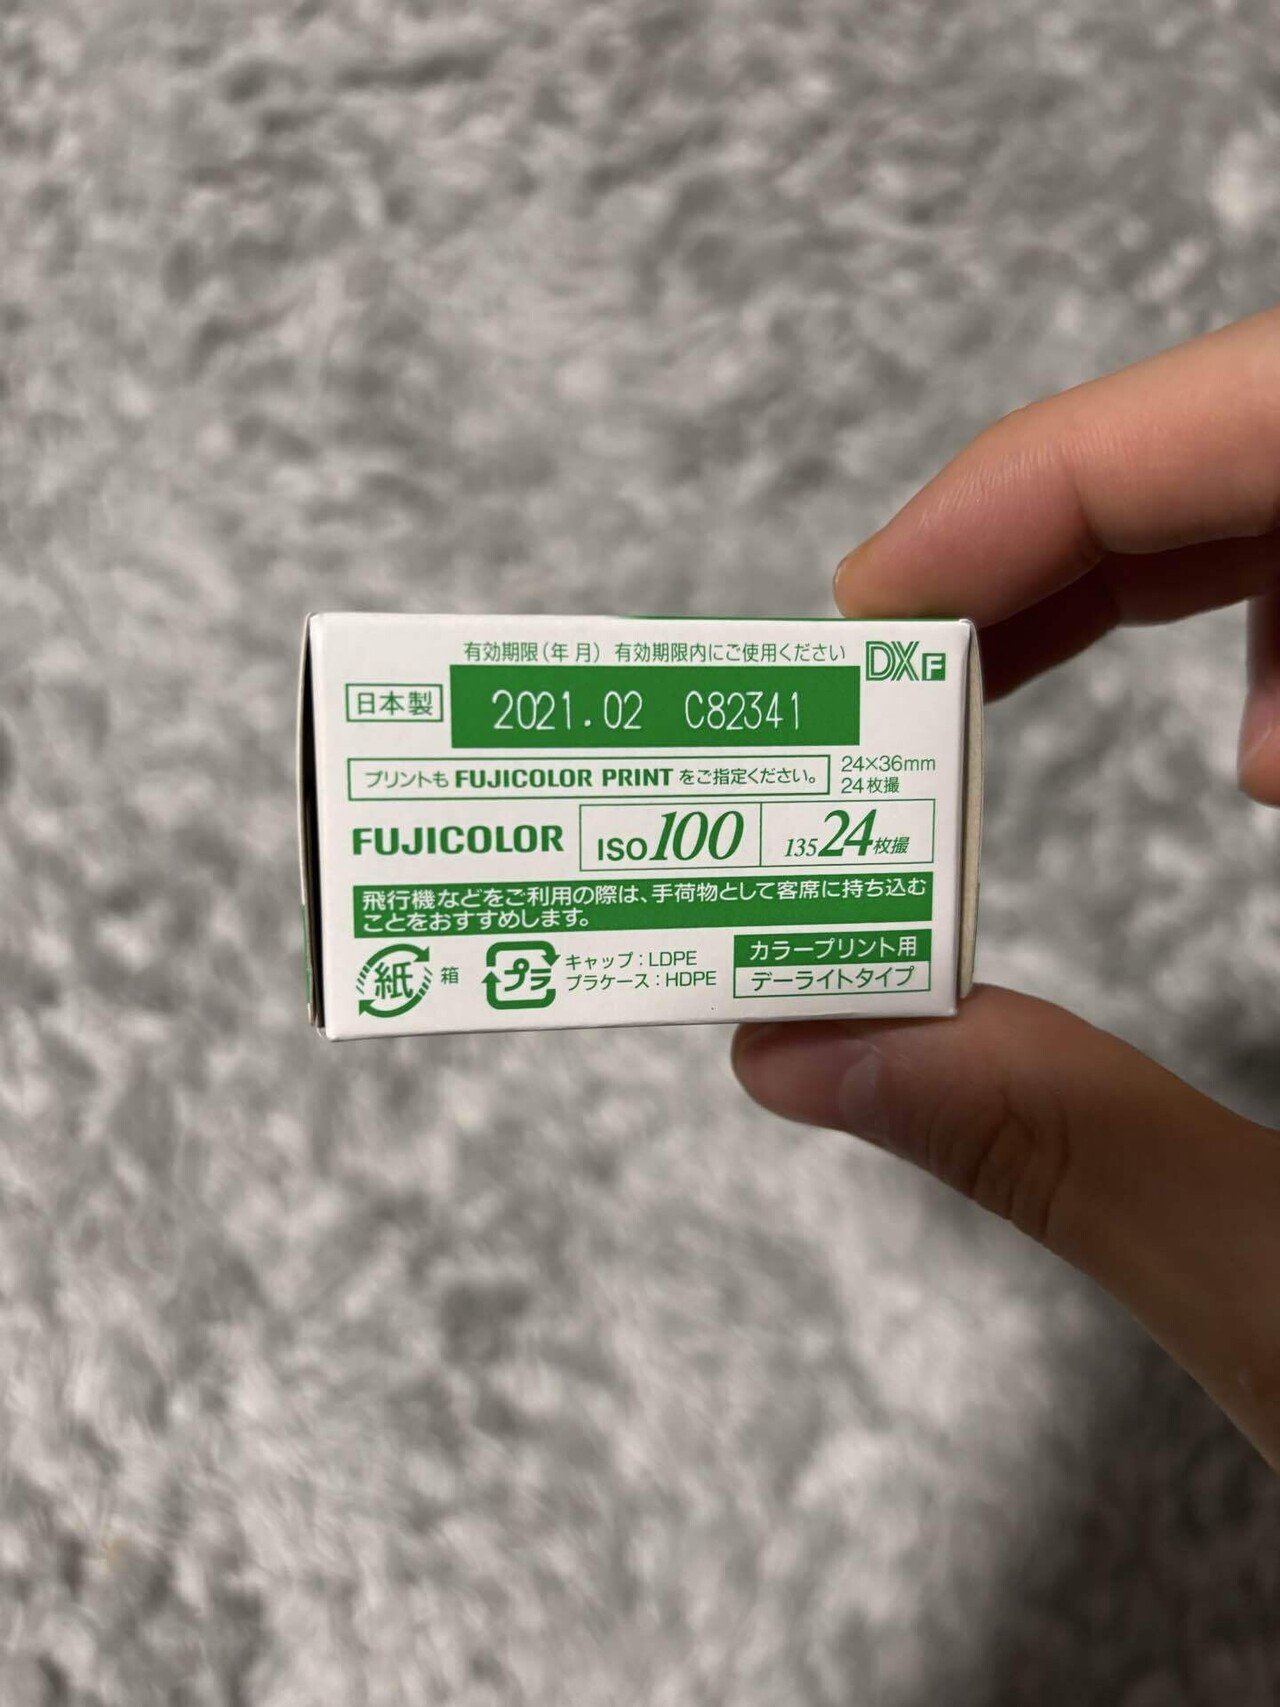 有効期限(年月) 有効期限内にご使用ください
DXF
日本製
2021.02 C82341
プリントも FUJICOLOR PRINT をご指定ください。
24×36mm
24枚撮
FUJICOLOR
ISO100
135 24枚撮
飛行機などをご利用の際は、手荷物として客席に持ち込む
ことをおすすめします。
紙
箱
プラ
キャップ:LDPE
プラケース:HDPE
カラープリント用
デーライトタイプ